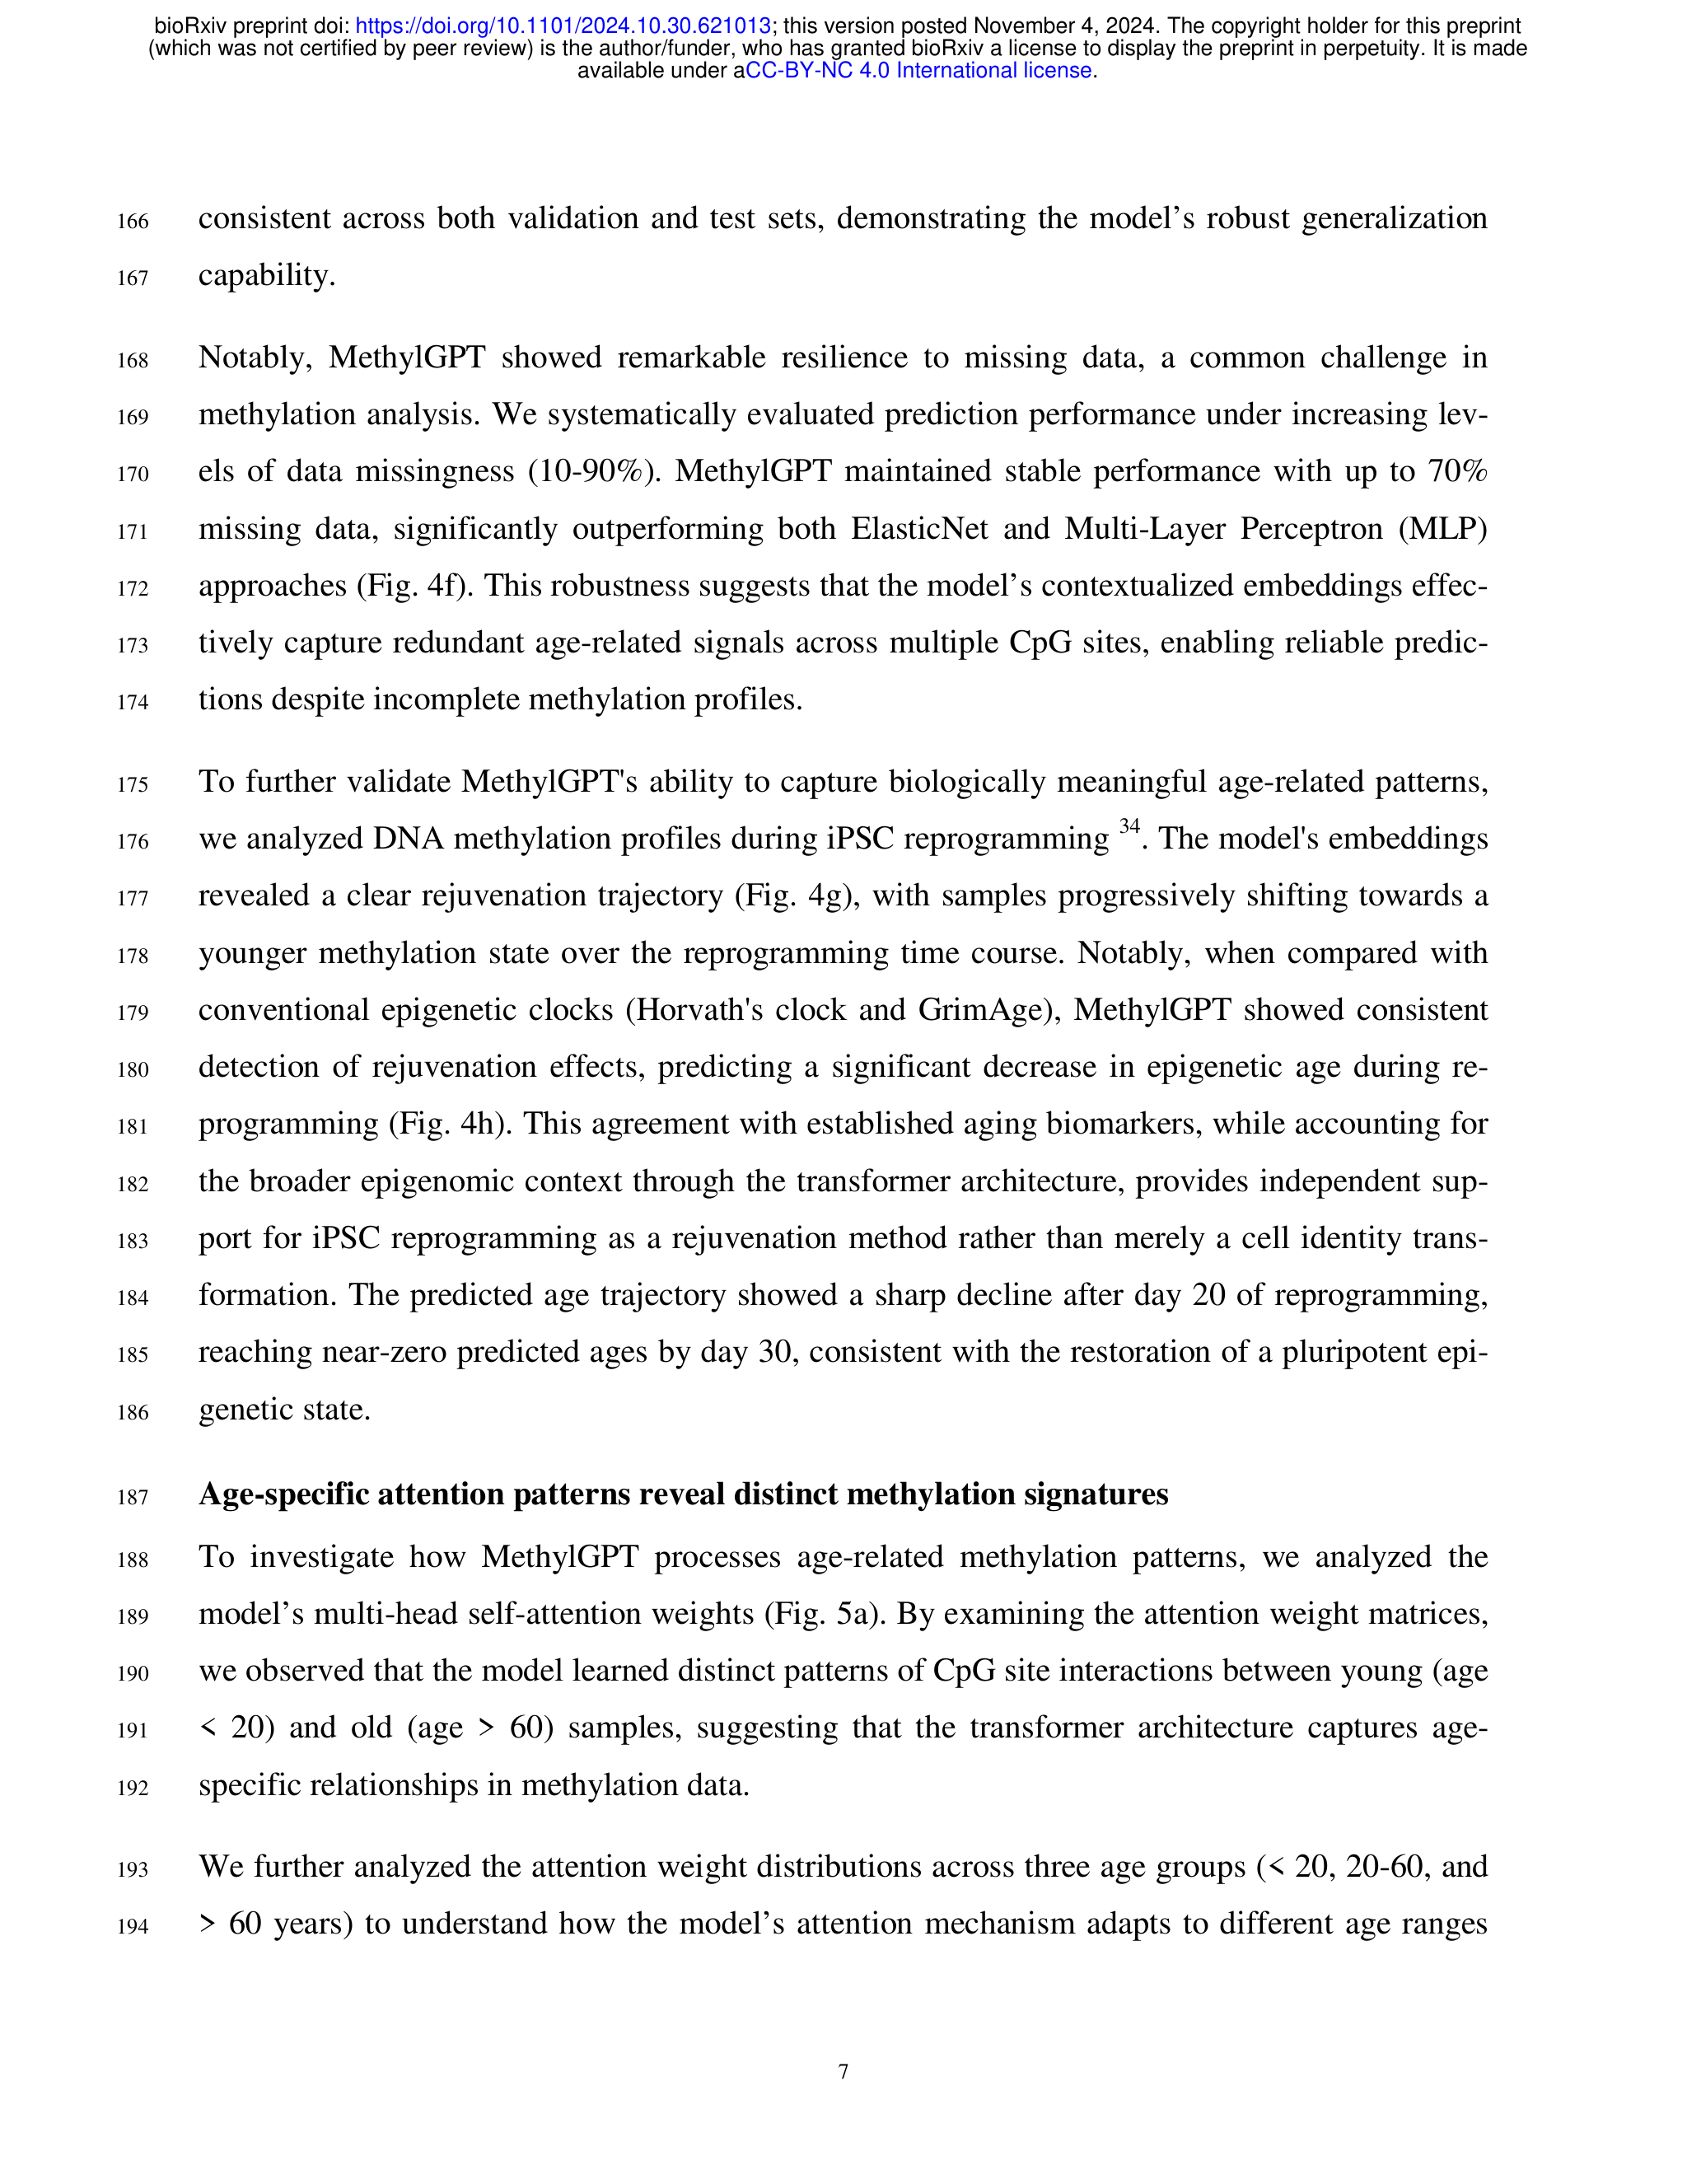 bioRxiv preprint doi: https://doi.org/10.1101/2024.10.30.621013; this version posted November 4, 2024. The copyright holder for this preprint
(which was not certified by peer review) is the author/funder, who has granted bioRxiv a license to display the preprint in perpetuity. It is made
available under aCC-BY-NC 4.0 International license.
166 consistent across both validation and test sets, demonstrating the model’s robust generalization
167 capability.
168 Notably, MethylGPT showed remarkable resilience to missing data, a common challenge in
169 methylation analysis. We systematically evaluated prediction performance under increasing lev-
170 els of data missingness (10-90%). MethylGPT maintained stable performance with up to 70%
171 missing data, significantly outperforming both ElasticNet and Multi-Layer Perceptron (MLP)
172 approaches (Fig. 4f). This robustness suggests that the model’s contextualized embeddings effec-
173 tively capture redundant age-related signals across multiple CpG sites, enabling reliable predic-
174 tions despite incomplete methylation profiles.
175 To further validate MethylGPT's ability to capture biologically meaningful age-related patterns,
176 we analyzed DNA methylation profiles during iPSC reprogramming 34. The model's embeddings
177 revealed a clear rejuvenation trajectory (Fig. 4g), with samples progressively shifting towards a
178 younger methylation state over the reprogramming time course. Notably, when compared with
179 conventional epigenetic clocks (Horvath's clock and GrimAge), MethylGPT showed consistent
180 detection of rejuvenation effects, predicting a significant decrease in epigenetic age during re-
181 programming (Fig. 4h). This agreement with established aging biomarkers, while accounting for
182 the broader epigenomic context through the transformer architecture, provides independent sup-
183 port for iPSC reprogramming as a rejuvenation method rather than merely a cell identity trans-
184 formation. The predicted age trajectory showed a sharp decline after day 20 of reprogramming,
185 reaching near-zero predicted ages by day 30, consistent with the restoration of a pluripotent epi-
186 genetic state.
187 Age-specific attention patterns reveal distinct methylation signatures
188 To investigate how MethylGPT processes age-related methylation patterns, we analyzed the
189 model’s multi-head self-attention weights (Fig. 5a). By examining the attention weight matrices,
190 we observed that the model learned distinct patterns of CpG site interactions between young (age
191 < 20) and old (age > 60) samples, suggesting that the transformer architecture captures age-
192 specific relationships in methylation data.
193 We further analyzed the attention weight distributions across three age groups (< 20, 20-60, and
194 > 60 years) to understand how the model’s attention mechanism adapts to different age ranges
7